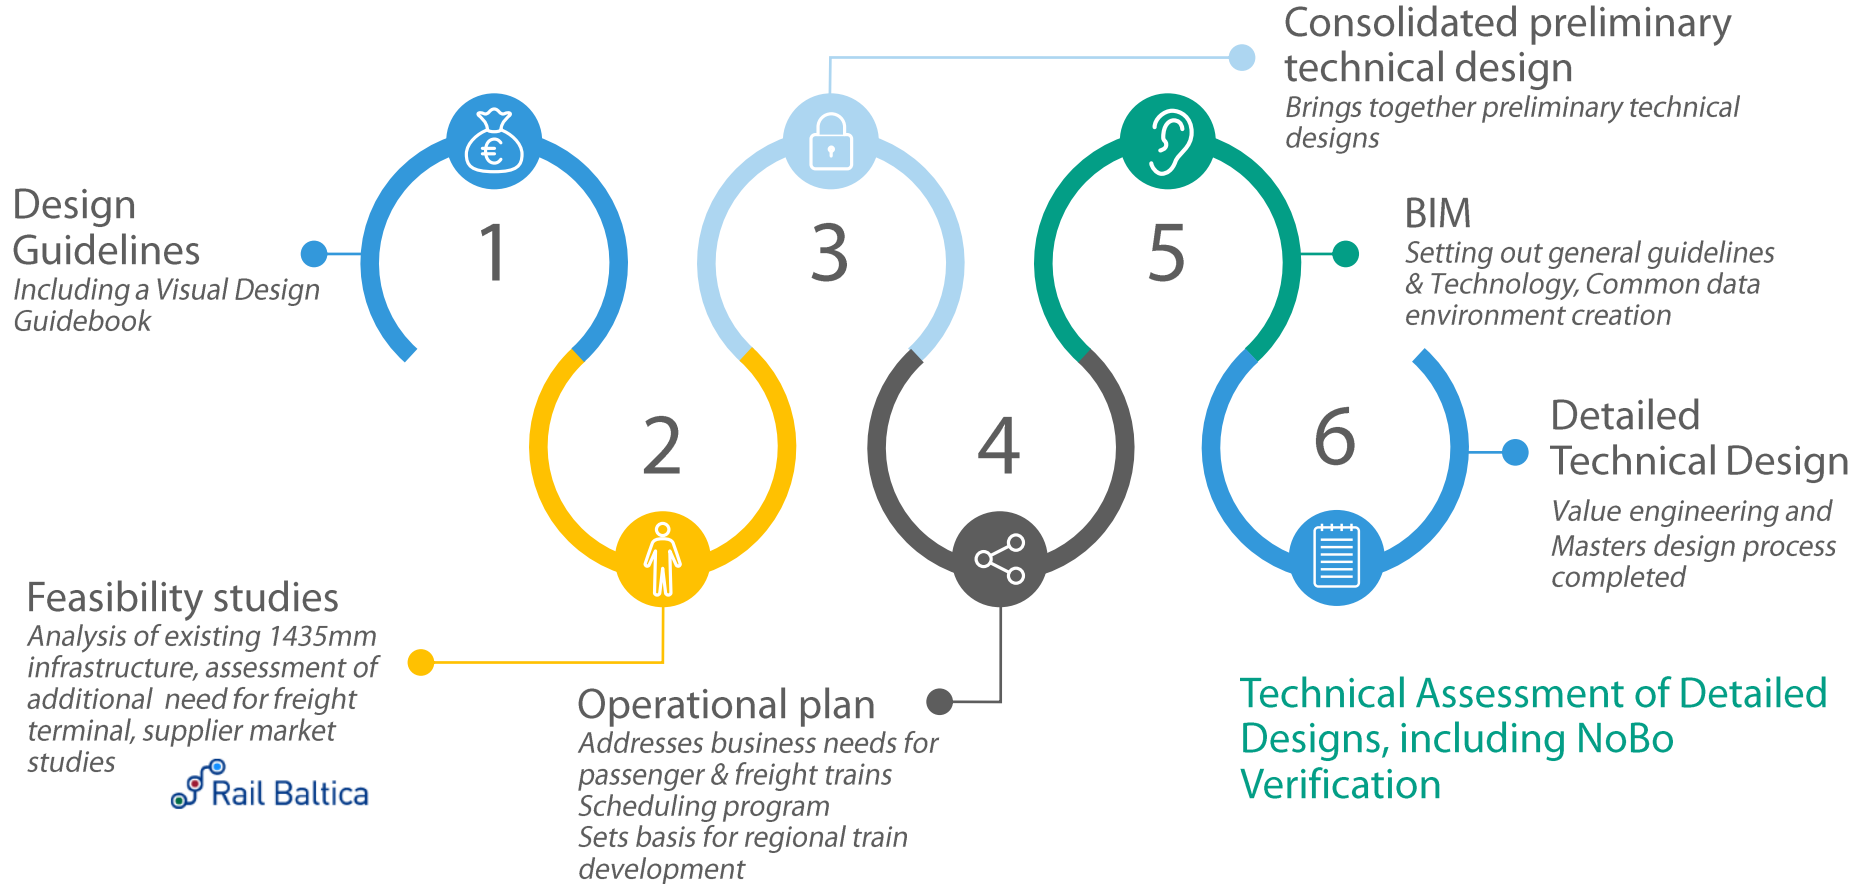 Design
Guidelines
Including a Visual Design
Guidebook
€
1
2
Feasibility studies
Analysis of existing 1435mm
infrastructure, assessment of
additional need for freight
terminal, supplier market
studies
Rail Baltica
3
Consolidated preliminary
technical design
Brings together preliminary technical
designs
4
Operational plan
Addresses business needs for
passenger & freight trains
Scheduling program
Sets basis for regional train
development
5
BIM
Setting out general guidelines
& Technology, Common data
environment creation
6
Detailed
Technical Design
Value engineering and
Masters design process
completed
Technical Assessment of Detailed
Designs, including NoBo
Verification